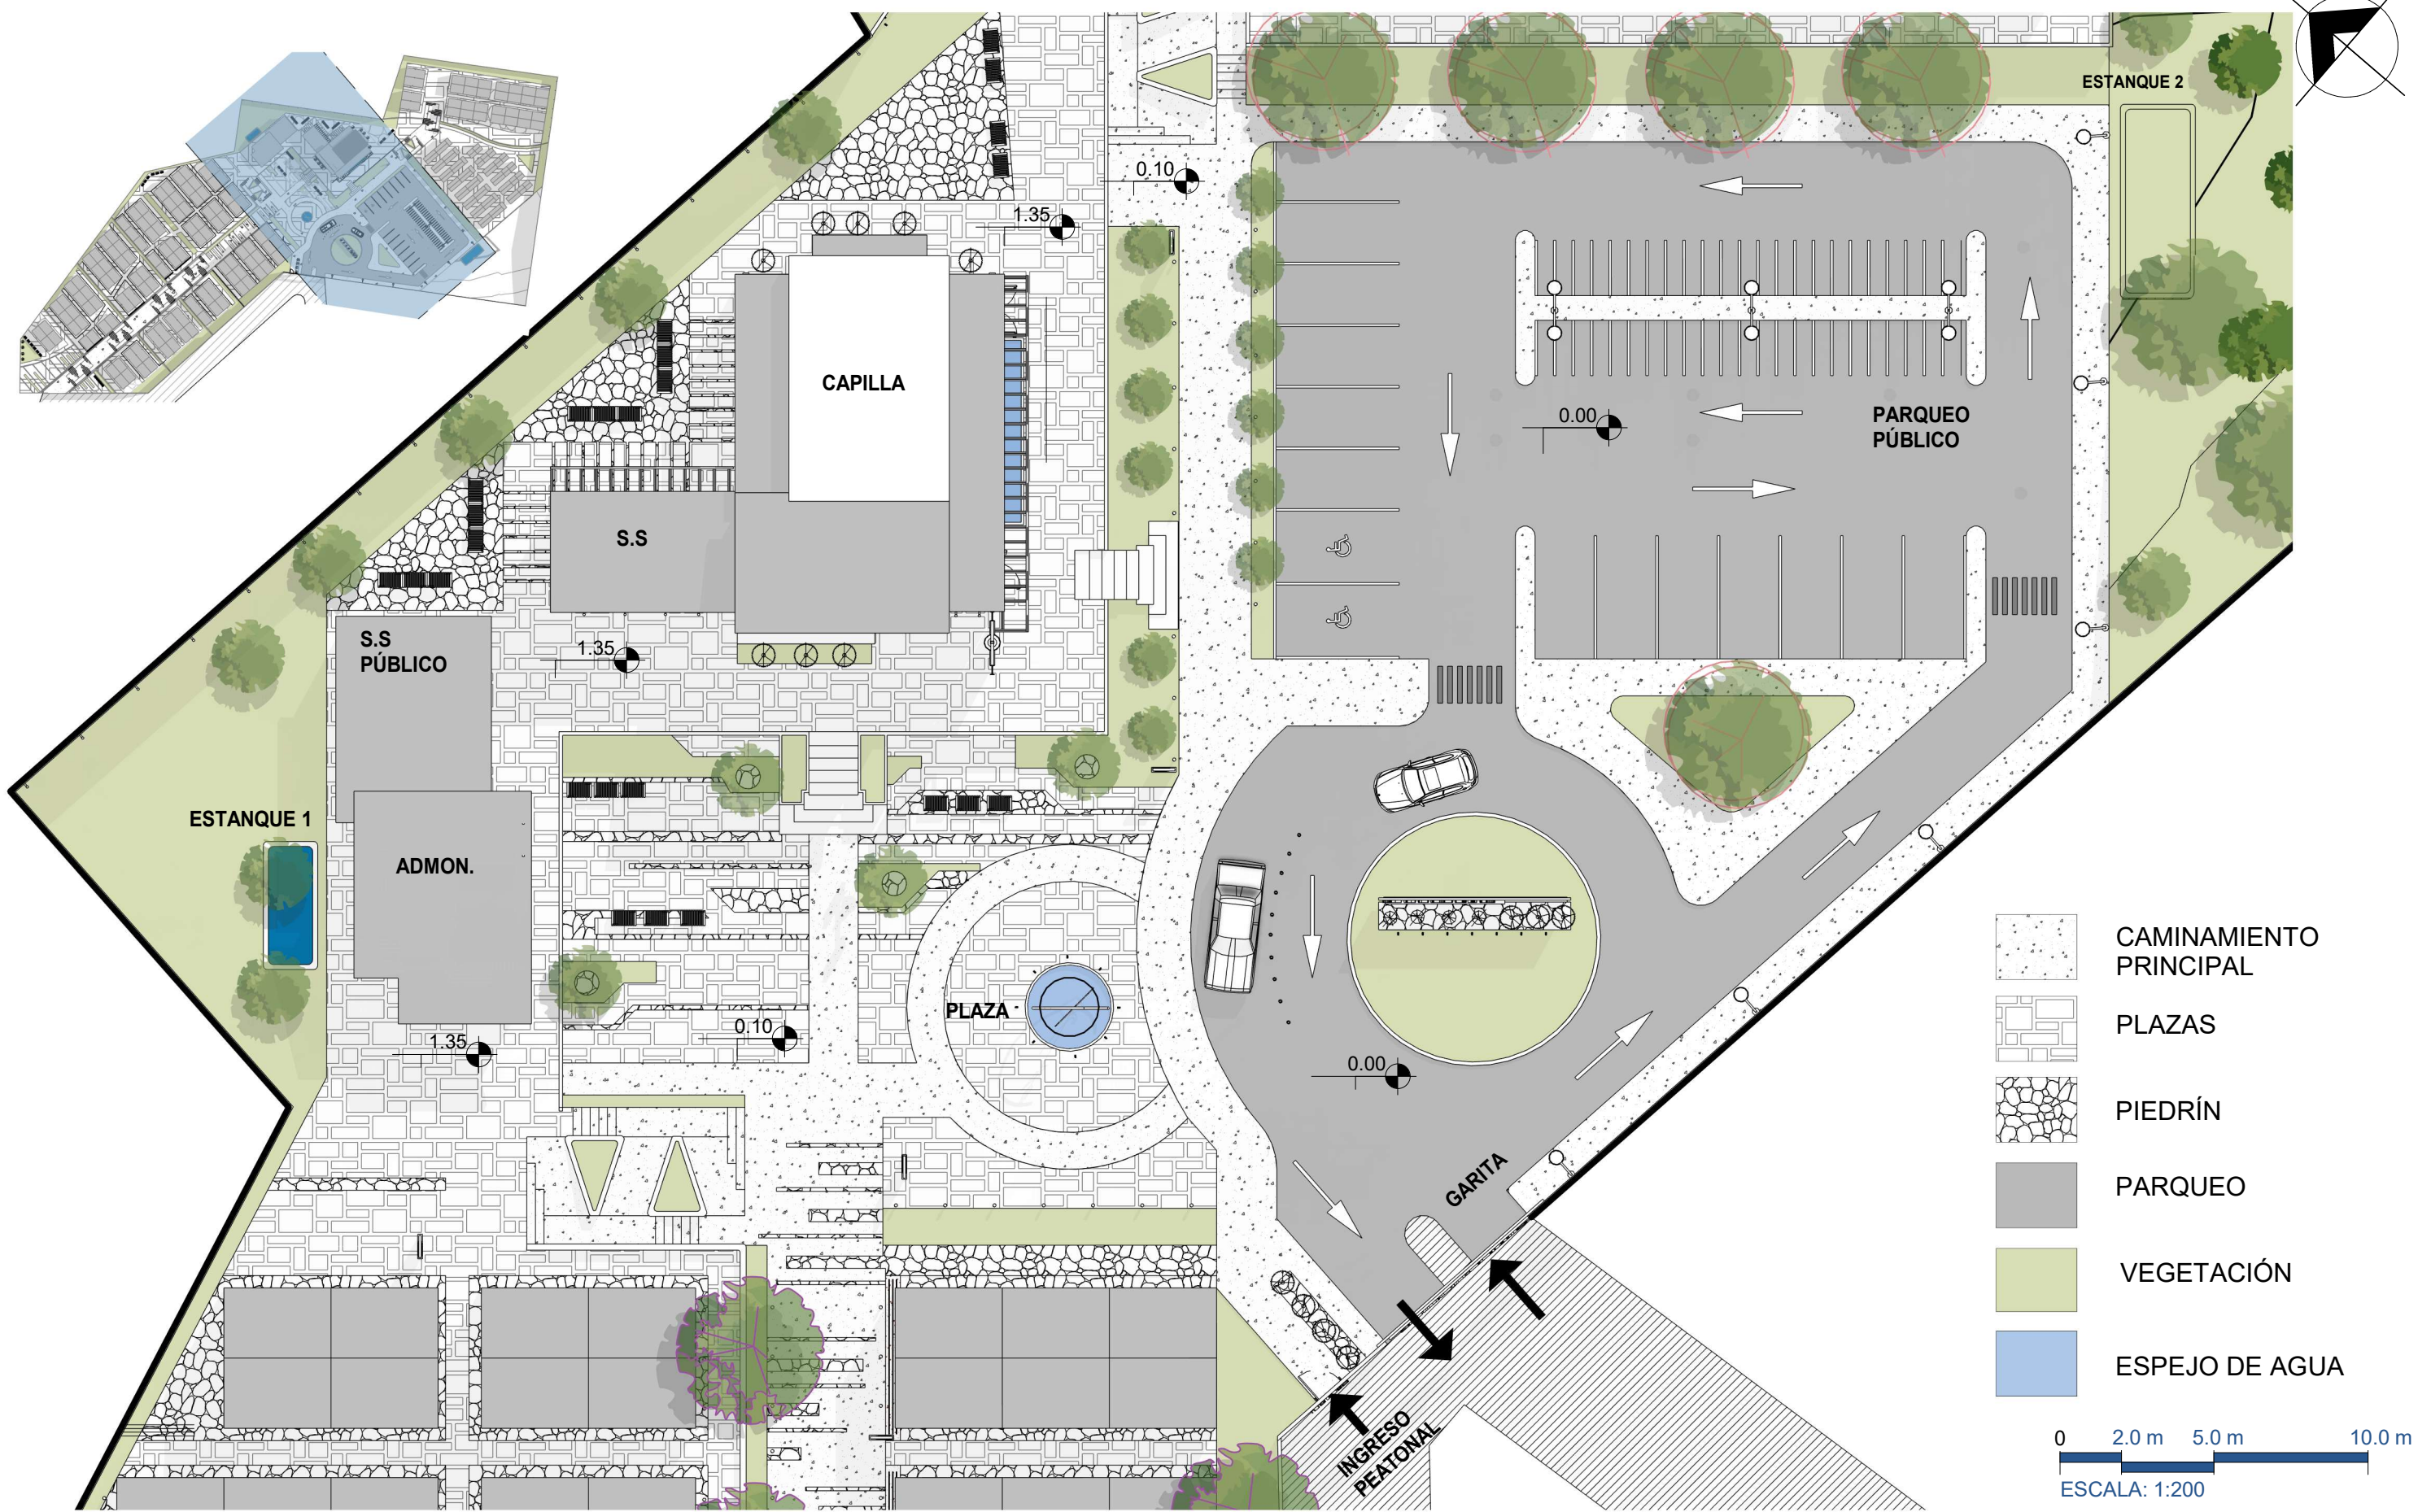 ESTANQUE 2
0.10
1.35
CAPILLA
0.00
PARQUEO
PÚBLICO
S.S
S.S
PÚBLICO
1.35
ESTANQUE 1
ADMON.
PLAZA
0.10
1.35
0.00
GARITA
INGRESO
PEATONAL
CAMINAMIENTO
PRINCIPAL
PLAZAS
PIEDRÍN
PARQUEO
VEGETACIÓN
ESPEJO DE AGUA
0 2.0 m 5.0 m 10.0 m
ESCALA: 1:200